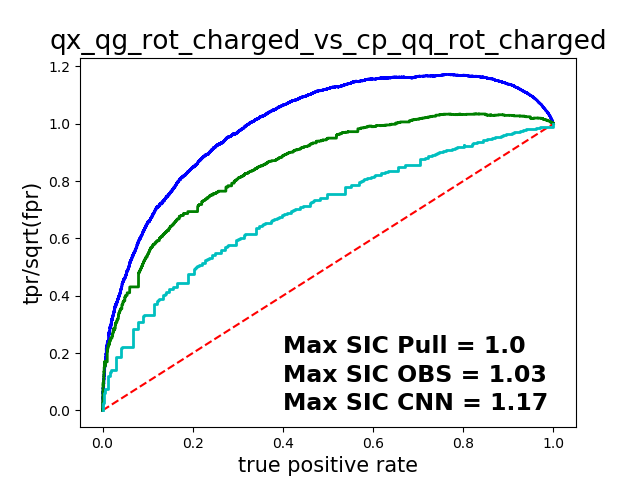 qx_qg_rot_charged_vs_cp_qq_rot_charged
1.2
1.0
0.8
0.6
0.4
0.2
0.0
tpr/sqrt(fpr)
Max SIC Pull = 1.0
Max SIC OBS = 1.03
Max SIC CNN = 1.17
0.0 0.2 0.4 0.6 0.8 1.0
true positive rate